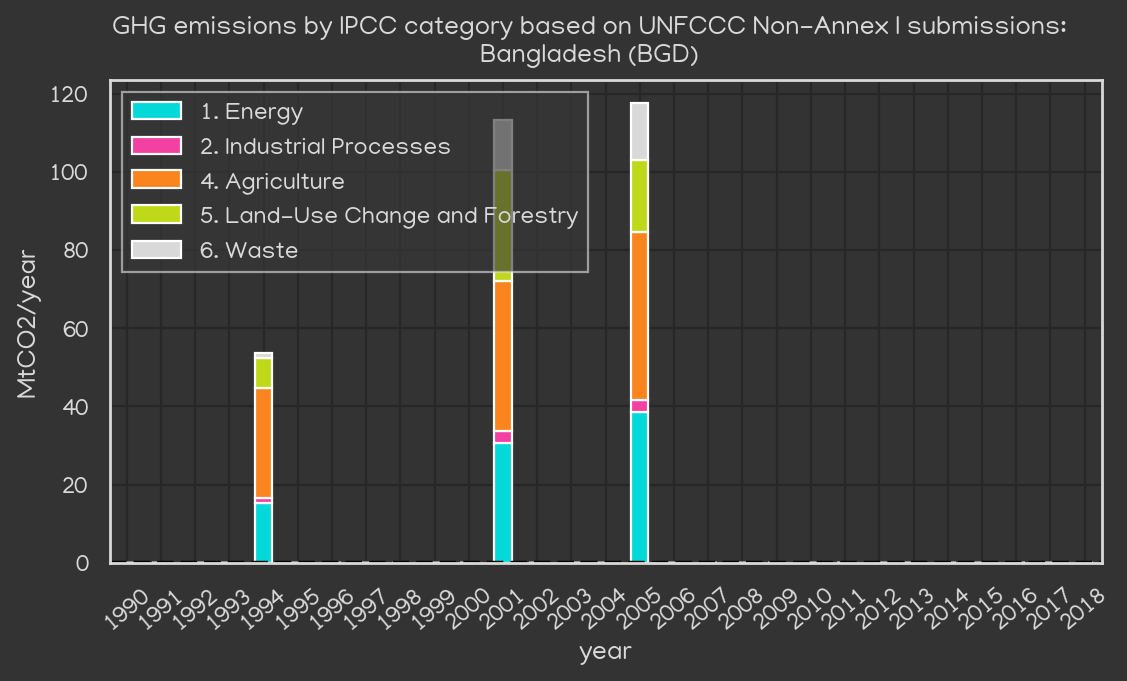 GHG emissions by IPCC category based on UNFCCC Non-Annex I submissions:
Bangladesh (BGD)
120
100
80
60
40
20
0
MtCO2/year
1. Energy
2. Industrial Processes
4. Agriculture
5. Land-Use Change and Forestry
6. Waste
1990 1991 1992 1993 1994 1995 1996 1997 1998 1999 2000 2001 2002 2003 2004 2005 2006 2007 2008 2009 2010 2011 2012 2013 2014 2015 2016 2017 2018
year